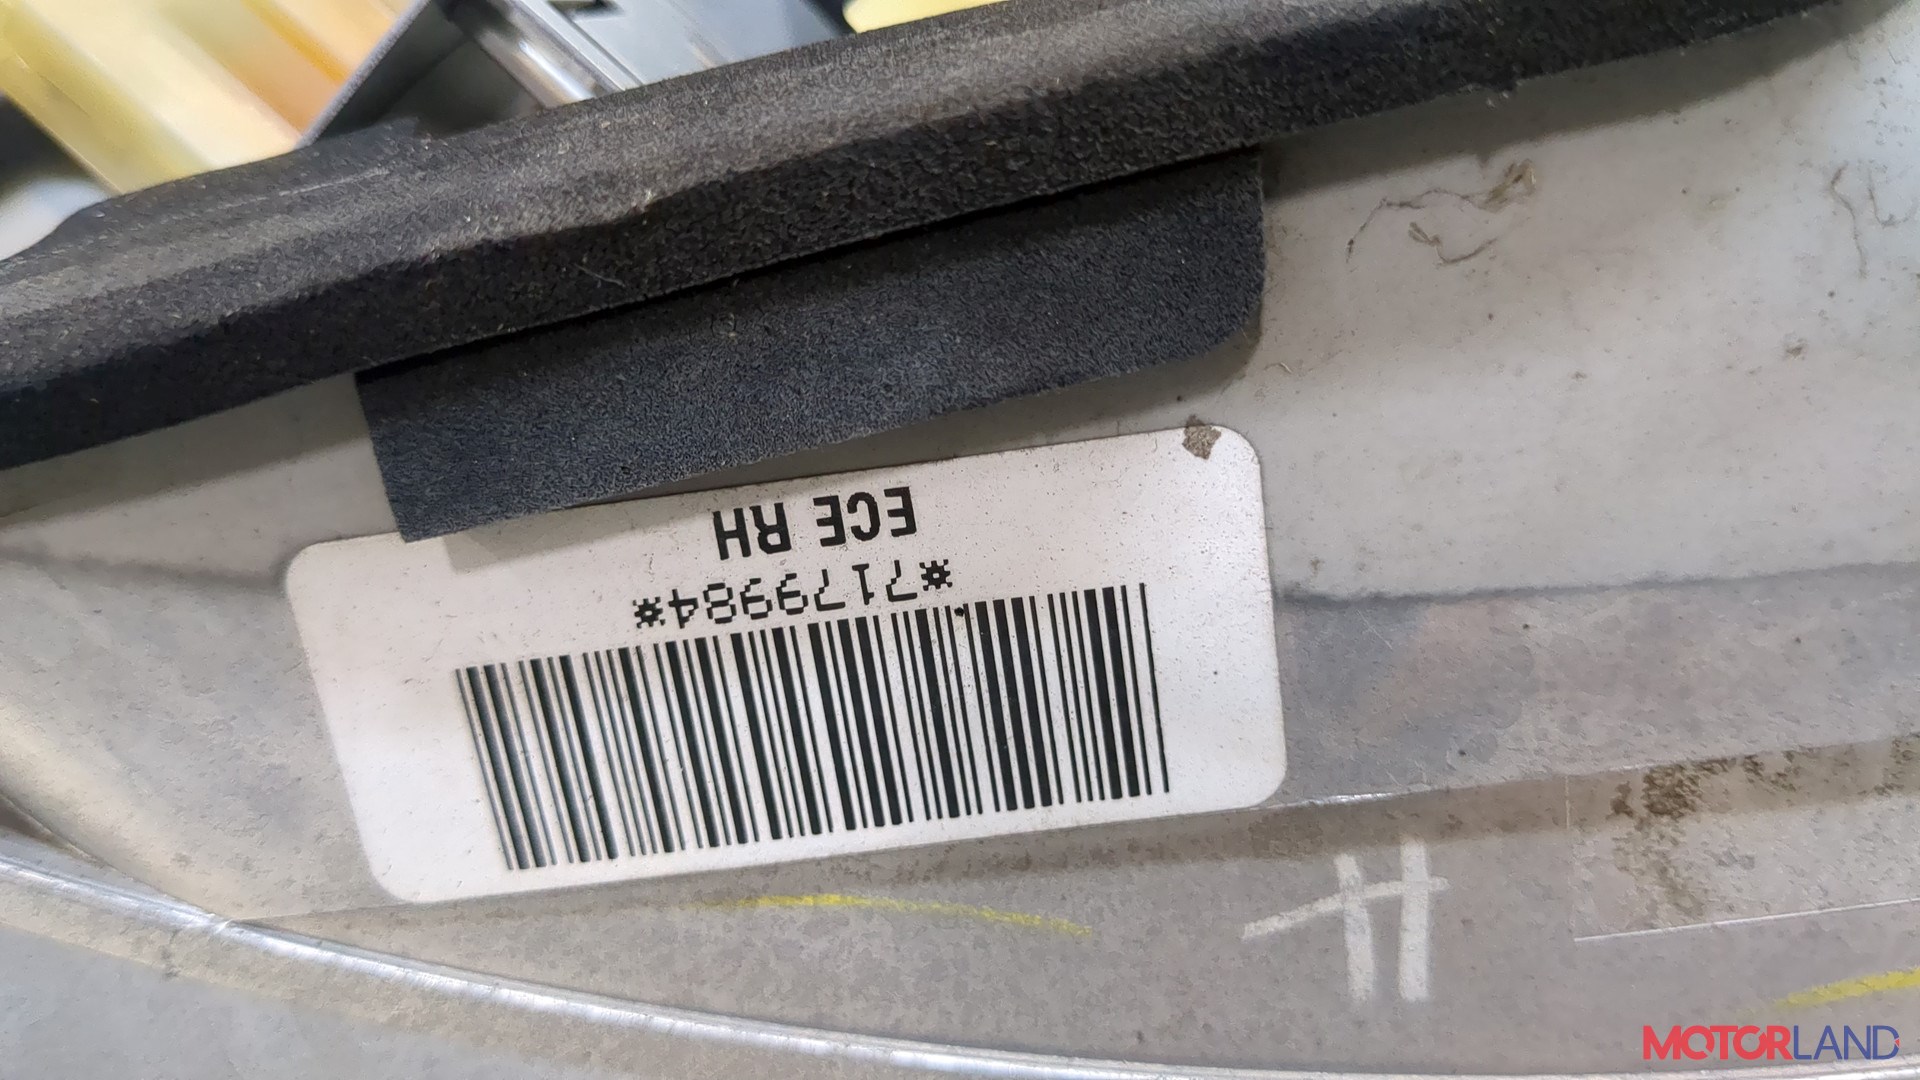 *7179984*
ECE RH
MOTORLAND